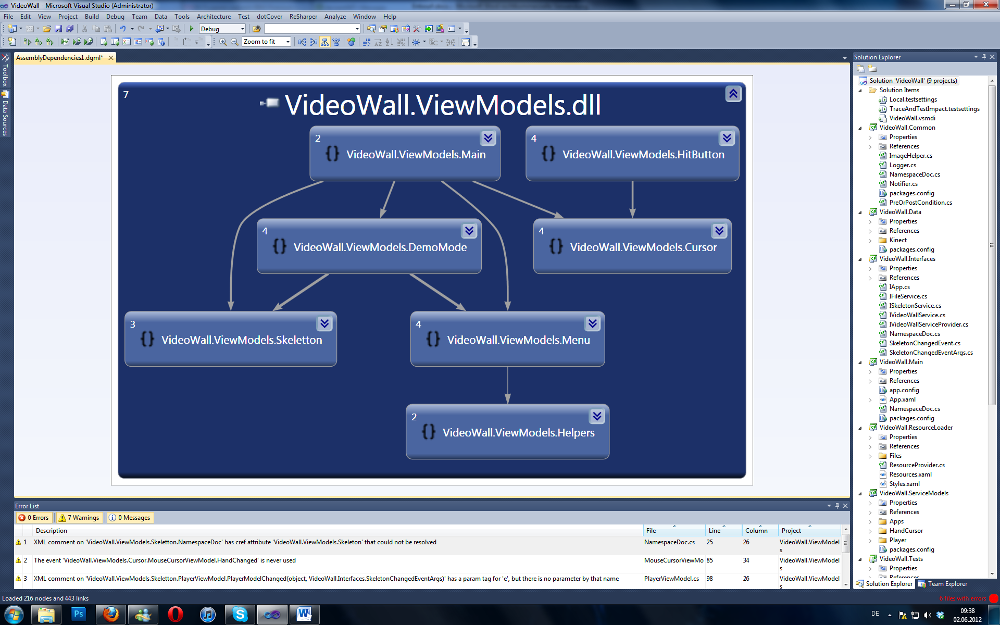 VideoWall - Microsoft Visual Studio (Administrator)
File Edit View Project Build Debug Team Data Tools Architecture Test dotCover ReSharper Analyze Window Help
Debug
Zoom to fit
Toolbox
Data Sources
AssemblyDependencies1.dgml*
7
VideoWall.ViewModels.dll
2
VideoWall.ViewModels.Main
4
VideoWall.ViewModels.HitButton
4
VideoWall.ViewModels.DemoMode
4
VideoWall.ViewModels.Cursor
3
VideoWall.ViewModels.Skeletton
4
VideoWall.ViewModels.Menu
2
VideoWall.ViewModels.Helpers
Solution Explorer
Solution 'VideoWall' (9 projects)
Solution Items
Local.testsettings
TraceAndTestImpact.testsettings
VideoWall.vsmdi
VideoWall.Common
Properties
References
ImageHelper.cs
Logger.cs
NamespaceDoc.cs
Notifier.cs
packages.config
PreOrPostCondition.cs
VideoWall.Data
Properties
References
Kinect
packages.config
VideoWall.Interfaces
Properties
References
IApp.cs
IFileService.cs
ISkeletonService.cs
IVideoWallService.cs
IVideoWallServiceProvider.cs
NamespaceDoc.cs
SkeletonChangedEvent.cs
SkeletonChangedEventArgs.cs
VideoWall.Main
Properties
References
app.config
App.xaml
NamespaceDoc.cs
packages.config
VideoWall.ResourceLoader
Properties
References
Files
ResourceProvider.cs
Resources.xaml
Styles.xaml
VideoWall.ServiceModels
Properties
References
Apps
HandCursor
Player
packages.config
VideoWall.Tests
Properties
References
Solution Explorer Team Explorer
Error List
0 Errors 7 Warnings 0 Messages
Description File Line Column Project
1 XML comment on 'VideoWall.ViewModels.Skeletton.NamespaceDoc' has cref attribute 'VideoWall.ViewModels.Skeleton' that could not be resolved NamespaceDoc.cs 25 26 VideoWall.ViewModel
s
2 The event 'VideoWall.ViewModels.Cursor.MouseCursorViewModel.HandChanged' is never used MouseCursorViewMo 85 34 VideoWall.ViewModel
s
3 XML comment on 'VideoWall.ViewModels.Skeletton.PlayerViewModel.PlayerModelChanged(object, VideoWall.Interfaces.SkeletonChangedEventArgs)' has a param tag for 'e', but there is no parameter by that name PlayerViewModel.cs 98 26 VideoWall.ViewModel
s
Loaded 216 nodes and 443 links
6 files with errors
Ps
DE
09:38
02.06.2012